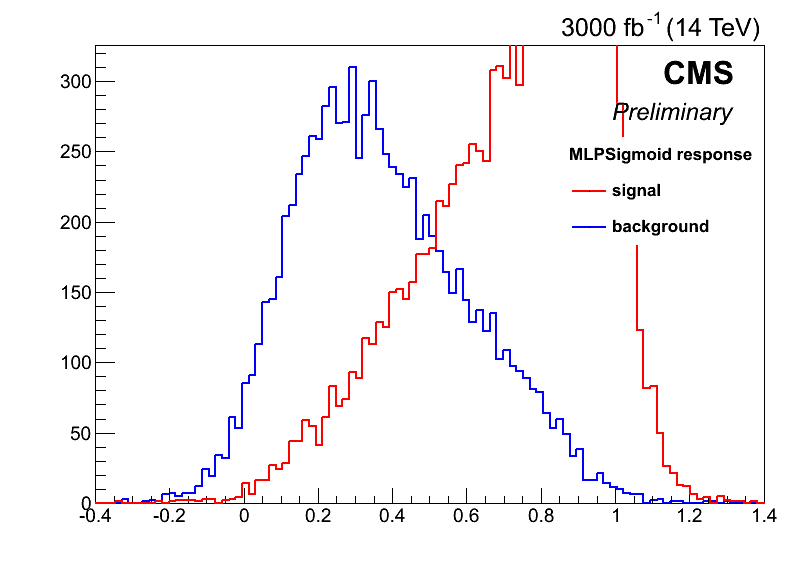 3000 fb-1 (14 TeV)
CMS
Preliminary
MLPSigmoid response
signal
background
300
250
200
150
100
50
0
-0.4 -0.2 0 0.2 0.4 0.6 0.8 1 1.2 1.4